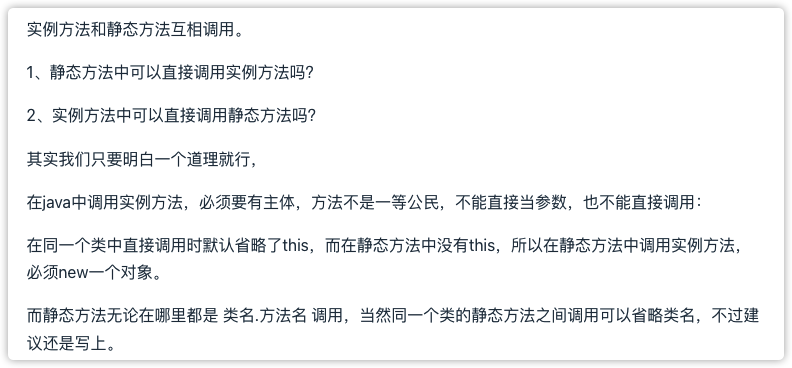 实例方法和静态方法互相调用。
1、静态方法中可以直接调用实例方法吗?
2、实例方法中可以直接调用静态方法吗?
其实我们只要明白一个道理就行，
在java中调用实例方法，必须要有主体，方法不是一等公民，不能直接当参数，也不能直接调用：
在同一个类中直接调用时默认省略了this，而在静态方法中没有this，所以在静态方法中调用实例方法，
必须new一个对象。
而静态方法无论在哪里都是 类名.方法名 调用，当然同一个类的静态方法之间调用可以省略类名，不过建
议还是写上。